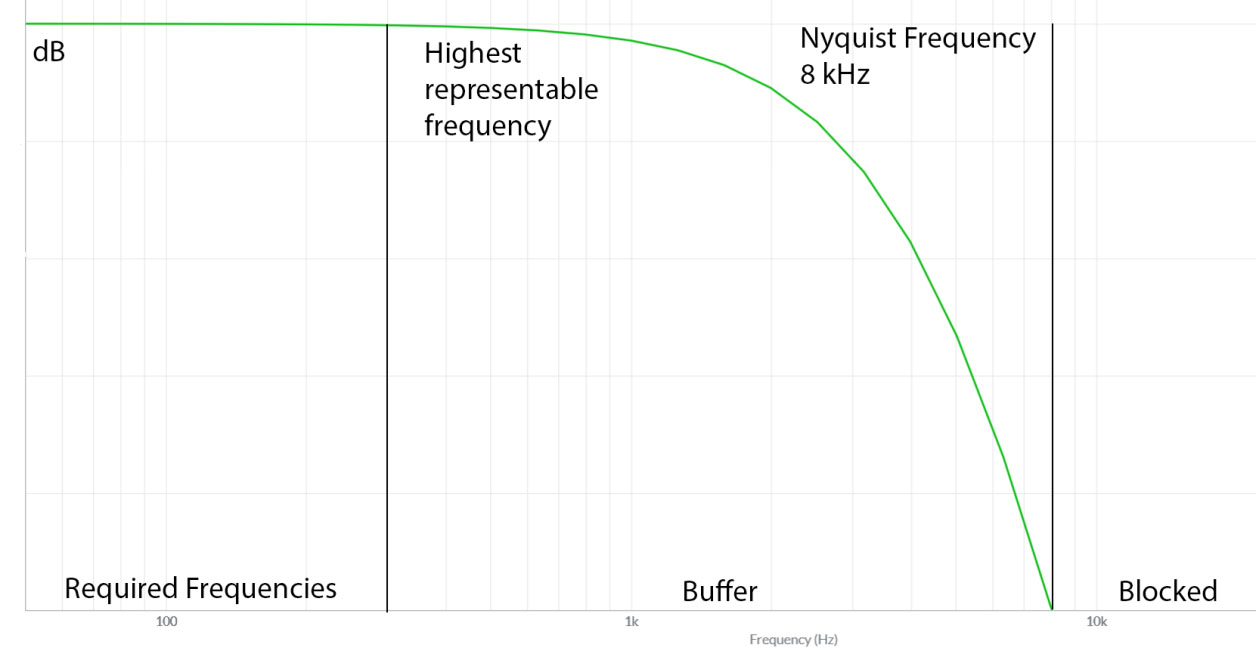 dB
Highest
representable
frequency
Nyquist Frequency
8 kHz
Required Frequencies
Buffer
Blocked
100
1k
10k
Frequency (Hz)